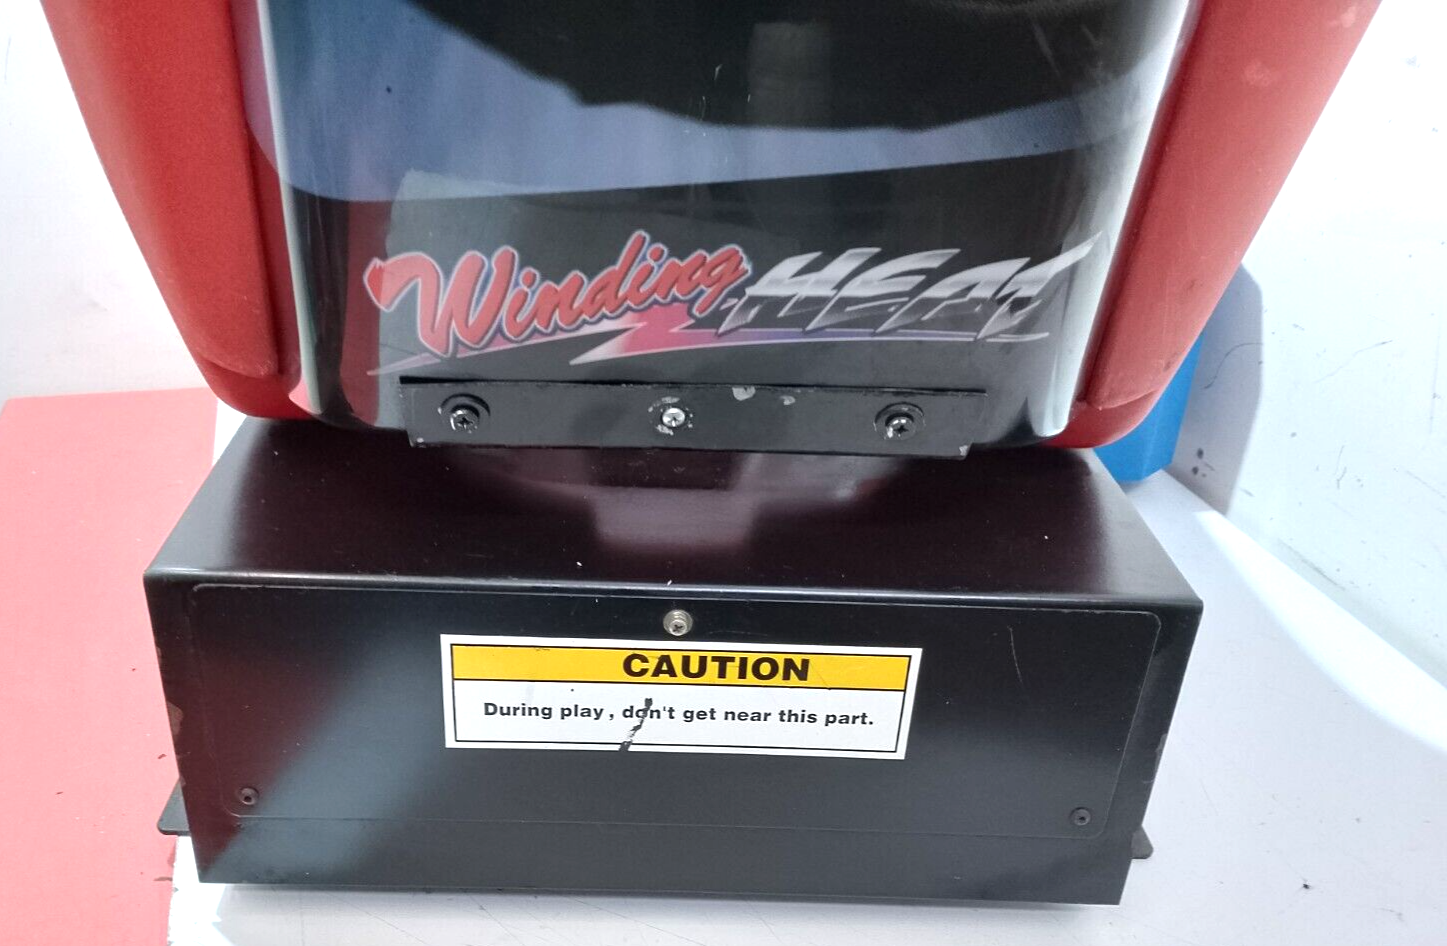 Winding HEAT
CAUTION
During play, don't get near this part.